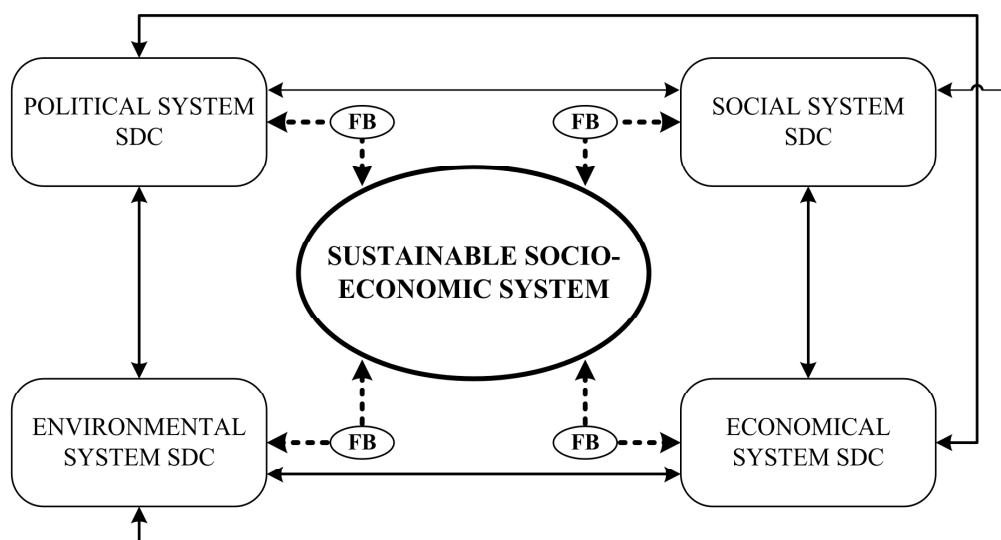 POLITICAL SYSTEM
SDC
SOCIAL SYSTEM
SDC
FB
FB
SUSTAINABLE SOCIO-
ECONOMIC SYSTEM
ENVIRONMENTAL
SYSTEM SDC
FB
FB
ECONOMICAL
SYSTEM SDC